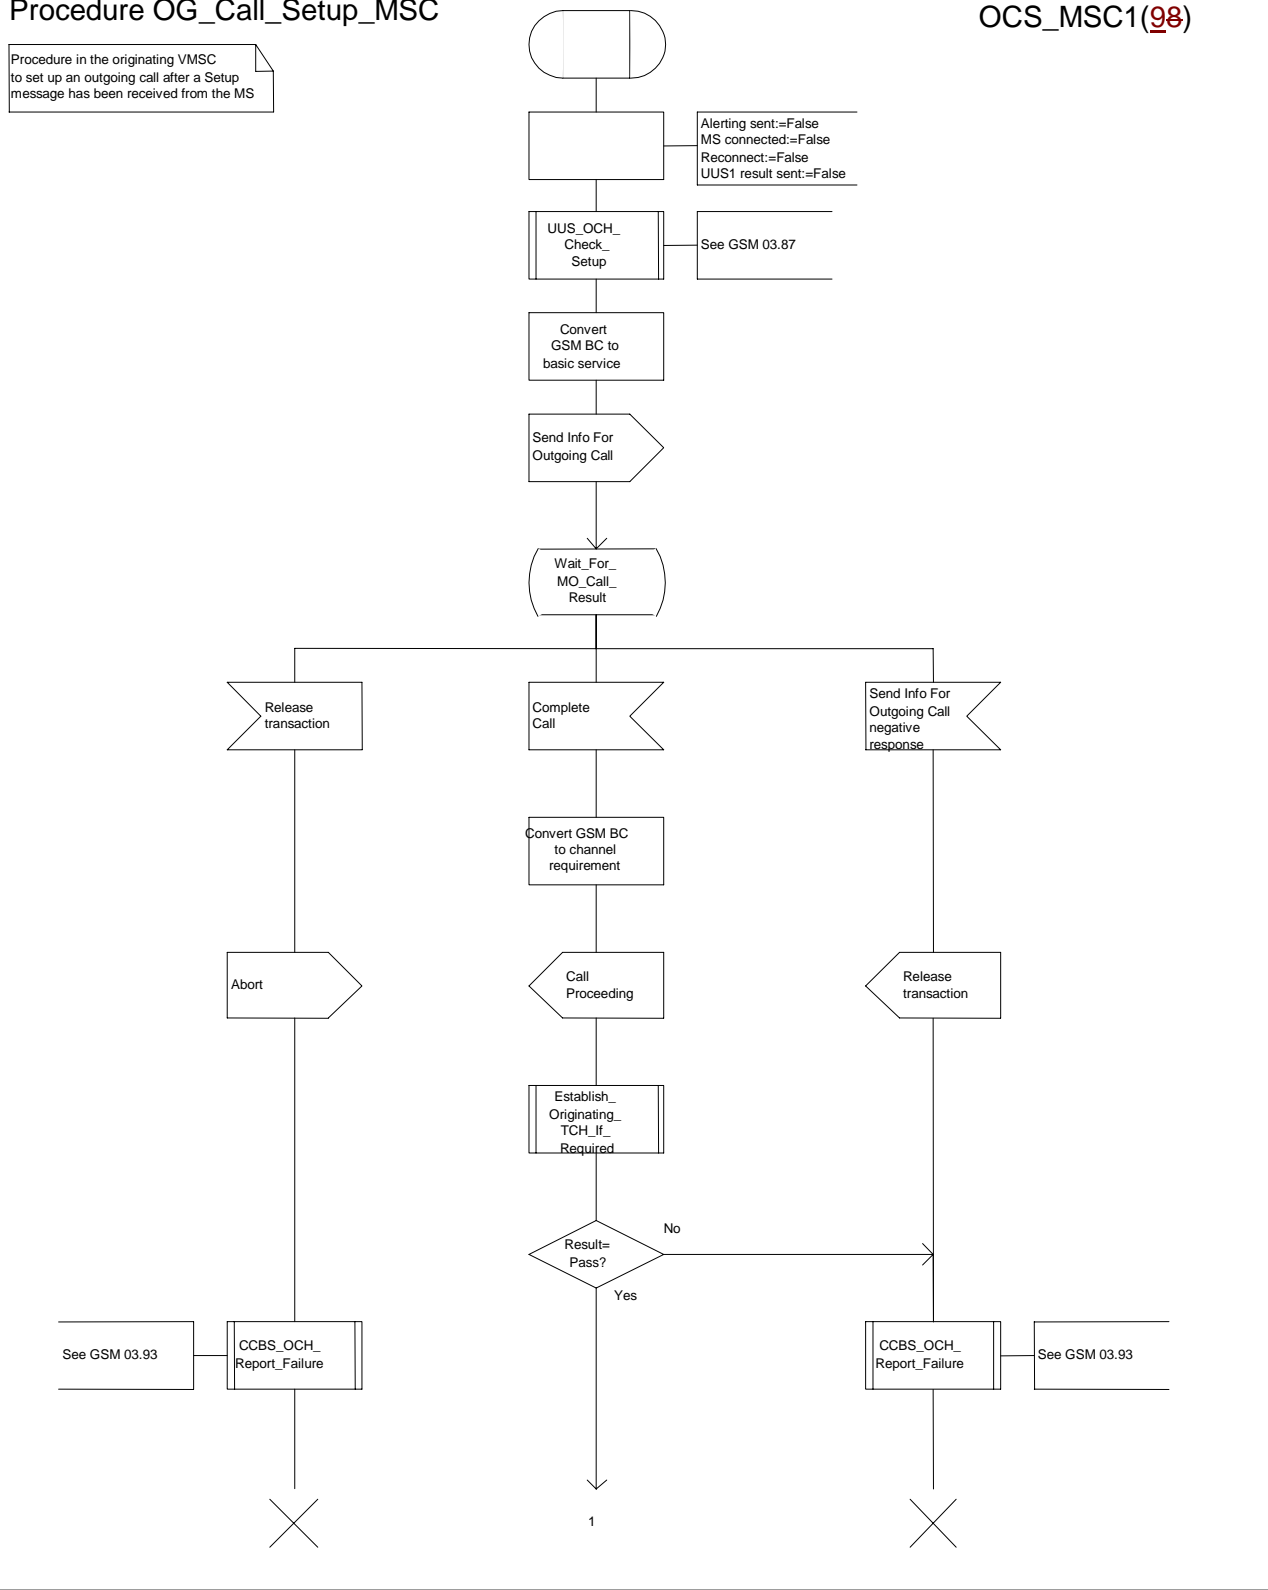 Procedure OG_Call_Setup_MSC
OCS_MSC1(98)
Procedure in the originating VMSC
to set up an outgoing call after a Setup
message has been received from the MS
Alerting sent:=False
MS connected:=False
Reconnect:=False
UUS1 result sent:=False
UUS_OCH_
Check_
Setup
See GSM 03.87
Convert
GSM BC to
basic service
Send Info For
Outgoing Call
Wait_For_
MO_Call_
Result
Release
transaction
Complete
Call
Send Info For
Outgoing Call
negative
response
Convert GSM BC
to channel
requirement
Abort
Call
Proceeding
Release
transaction
Establish_
Originating_
TCH_If_
Required
Result=
Pass?
No
Yes
See GSM 03.93
CCBS_OCH_
Report_Failure
CCBS_OCH_
Report_Failure
See GSM 03.93
1